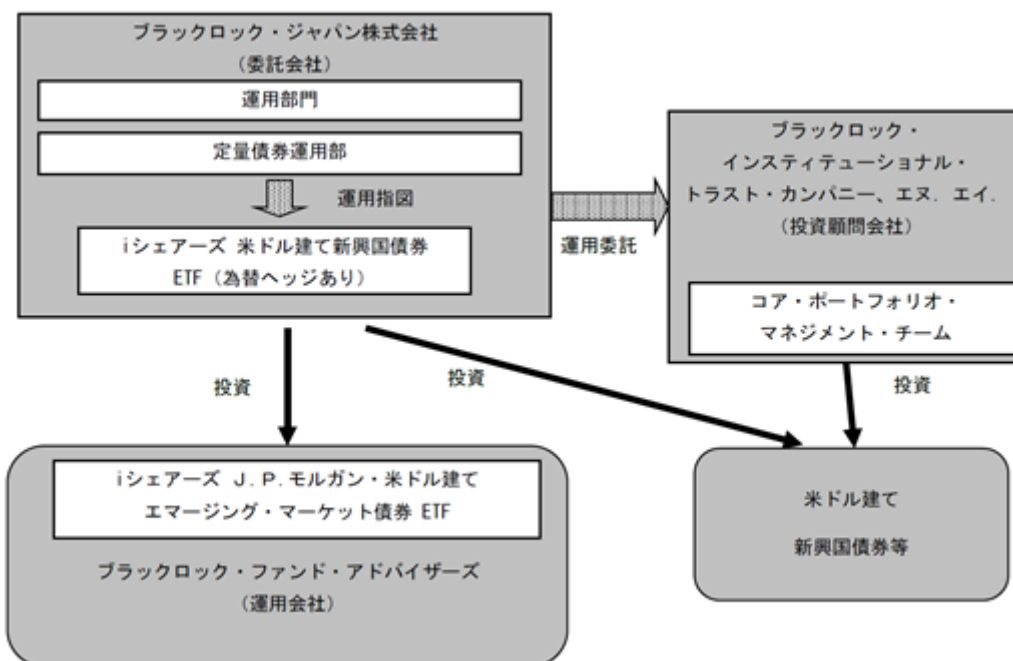 ブラックロック・ジャパン株式会社
(委託会社)
運用部門
定量債券運用部
運用指図
iシェアーズ 米ドル建て新興国債券
ETF(為替ヘッジあり)
運用委託
ブラックロック・
インスティテューショナル・
トラスト・カンパニー、エヌ. エイ.
(投資顧問会社)
コア・ポートフォリオ・
マネジメント・チーム
投資
投資
投資
iシェアーズ J.P.モルガン・米ドル建て
エマージング・マーケット債券 ETF
ブラックロック・ファンド・アドバイザーズ
(運用会社)
米ドル建て
新興国債券等